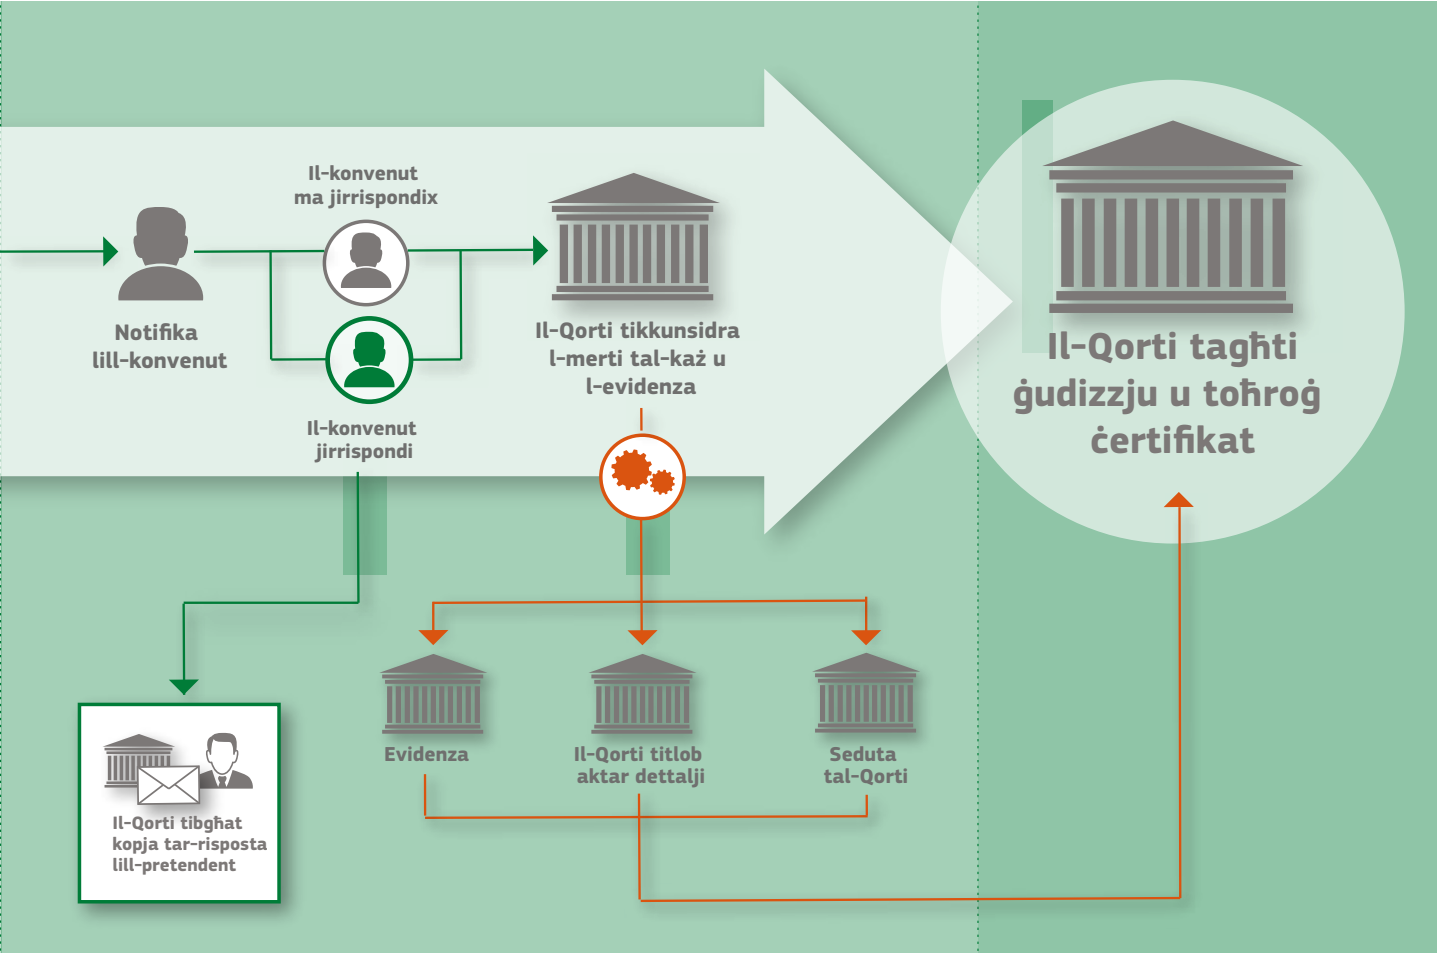 Il-konvenut
ma jirrispondix
Notifika
lill-konvenut
Il-konvenut
jirrispondi
Il-Qorti tikkunsidra
l-merti tal-każ u
l-evidenza
Il-Qorti tagħti
ġudizzju u toħroġ
ċertifikat
Evidenza
Il-Qorti titlob
aktar dettalji
Seduta
tal-Qorti
Il-Qorti tibgħat
kopja tar-risposta
lill-pretendent